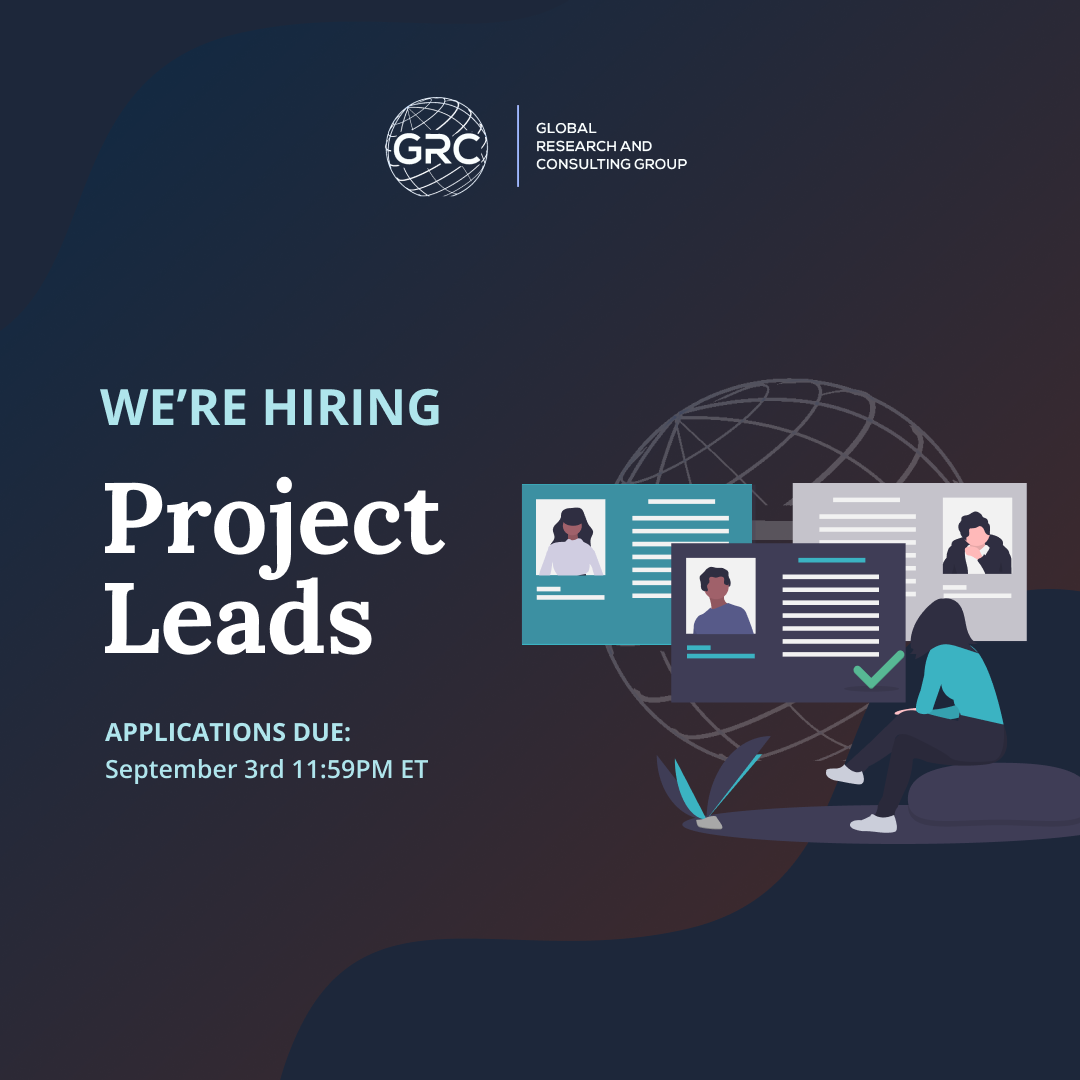 GRC
GLOBAL
RESEARCH AND
CONSULTING GROUP
WE’RE HIRING
Project
Leads
APPLICATIONS DUE:
September 3rd 11:59PM ET